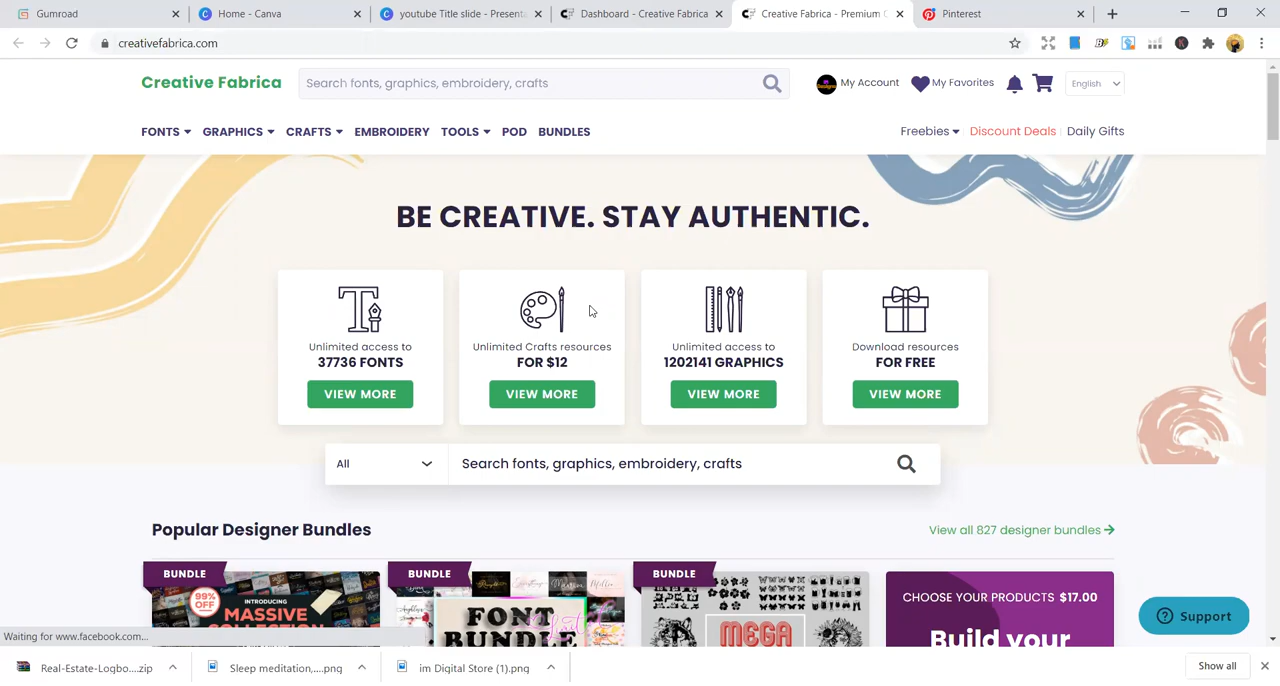 Gumroad
Home - Canva
youtube Title slide - Presenta
Dashboard - Creative Fabrica
Creative Fabrica - Premium C
Pinterest
creativefabrica.com
Creative Fabrica
Search fonts, graphics, embroidery, crafts
My Account
My Favorites
English
FONTS
GRAPHICS
CRAFTS
EMBROIDERY
TOOLS
POD
BUNDLES
Freebies
Discount Deals
Daily Gifts
BE CREATIVE. STAY AUTHENTIC.
Unlimited access to
37736 FONTS
VIEW MORE
Unlimited Crafts resources
FOR $12
VIEW MORE
Unlimited access to
1202141 GRAPHICS
VIEW MORE
Download resources
FOR FREE
VIEW MORE
All
Search fonts, graphics, embroidery, crafts
Popular Designer Bundles
View all 827 designer bundles
BUNDLE
99%
OFF
INTRODUCING
MASSIVE
COLLECTION
BUNDLE
FONT
BUNDLE
BUNDLE
MEGA
CHOOSE YOUR PRODUCTS $17.00
Build your
Support
Waiting for www.facebook.com...
Real-Estate-Logbo....zip
Sleep meditation,....png
im Digital Store (1).png
Show all